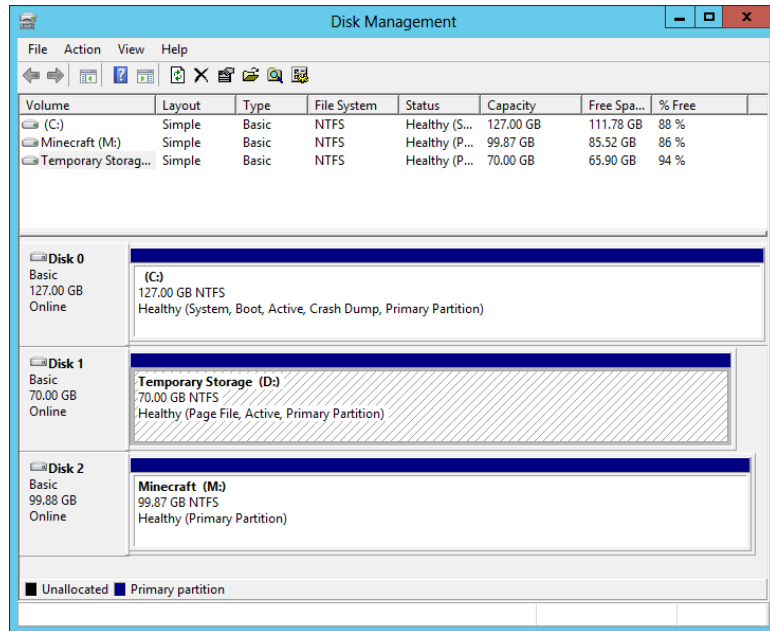 Disk Management
File Action View Help
Volume Layout Type File System Status Capacity Free Spa... % Free
(C:) Simple Basic NTFS Healthy (S... 127.00 GB 111.78 GB 88 %
Minecraft (M:) Simple Basic NTFS Healthy (P... 99.87 GB 85.52 GB 86 %
Temporary Storag... Simple Basic NTFS Healthy (P... 70.00 GB 65.90 GB 94 %
Disk 0
Basic
127.00 GB
Online
(C:)
127.00 GB NTFS
Healthy (System, Boot, Active, Crash Dump, Primary Partition)
Disk 1
Basic
70.00 GB
Online
Temporary Storage (D:)
70.00 GB NTFS
Healthy (Page File, Active, Primary Partition)
Disk 2
Basic
99.88 GB
Online
Minecraft (M:)
99.87 GB NTFS
Healthy (Primary Partition)
Unallocated Primary partition